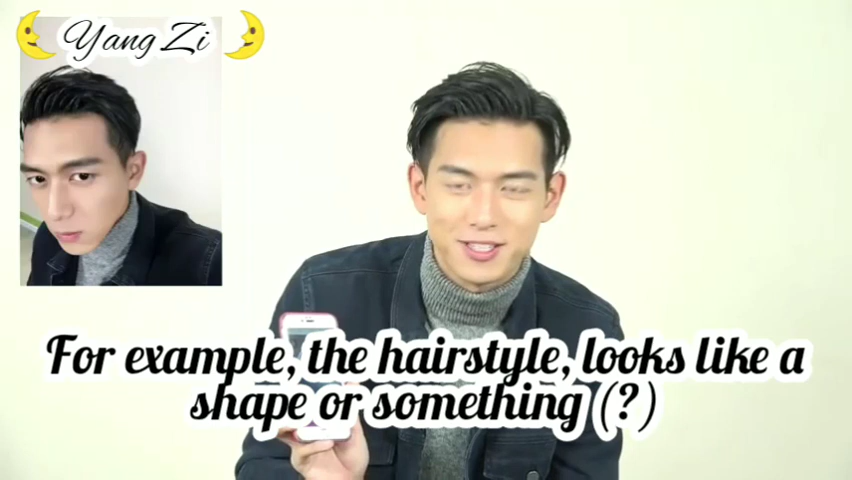 Yang Zi
For example, the hairstyle, looks like a
shape or something (?)